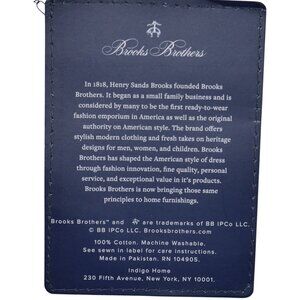 Brooks Brothers
In 1818, Henry Sands Brooks founded Brooks
Brothers. It began as a small family business and is
considered by many to be the first ready-to-wear
fashion emporium in America as well as the original
authority on American style. The brand offers
stylish modern clothing and fresh takes on heritage
designs for men, women, and children. Brooks
Brothers has shaped the American style of dress
through fashion innovation, fine quality, personal
service, and exceptional value in it's products.
Brooks Brothers is now bringing those same
principles to home furnishings.
Brooks Brothers™ and are trademarks of BB IPCo LLC.
© BB IPCo LLC. Brooksbrothers.com
100% Cotton. Machine Washable.
See sewn in label for care instructions.
Made in Pakistan. RN 104905.
Indigo Home
230 Fifth Avenue, New York, NY 10001.